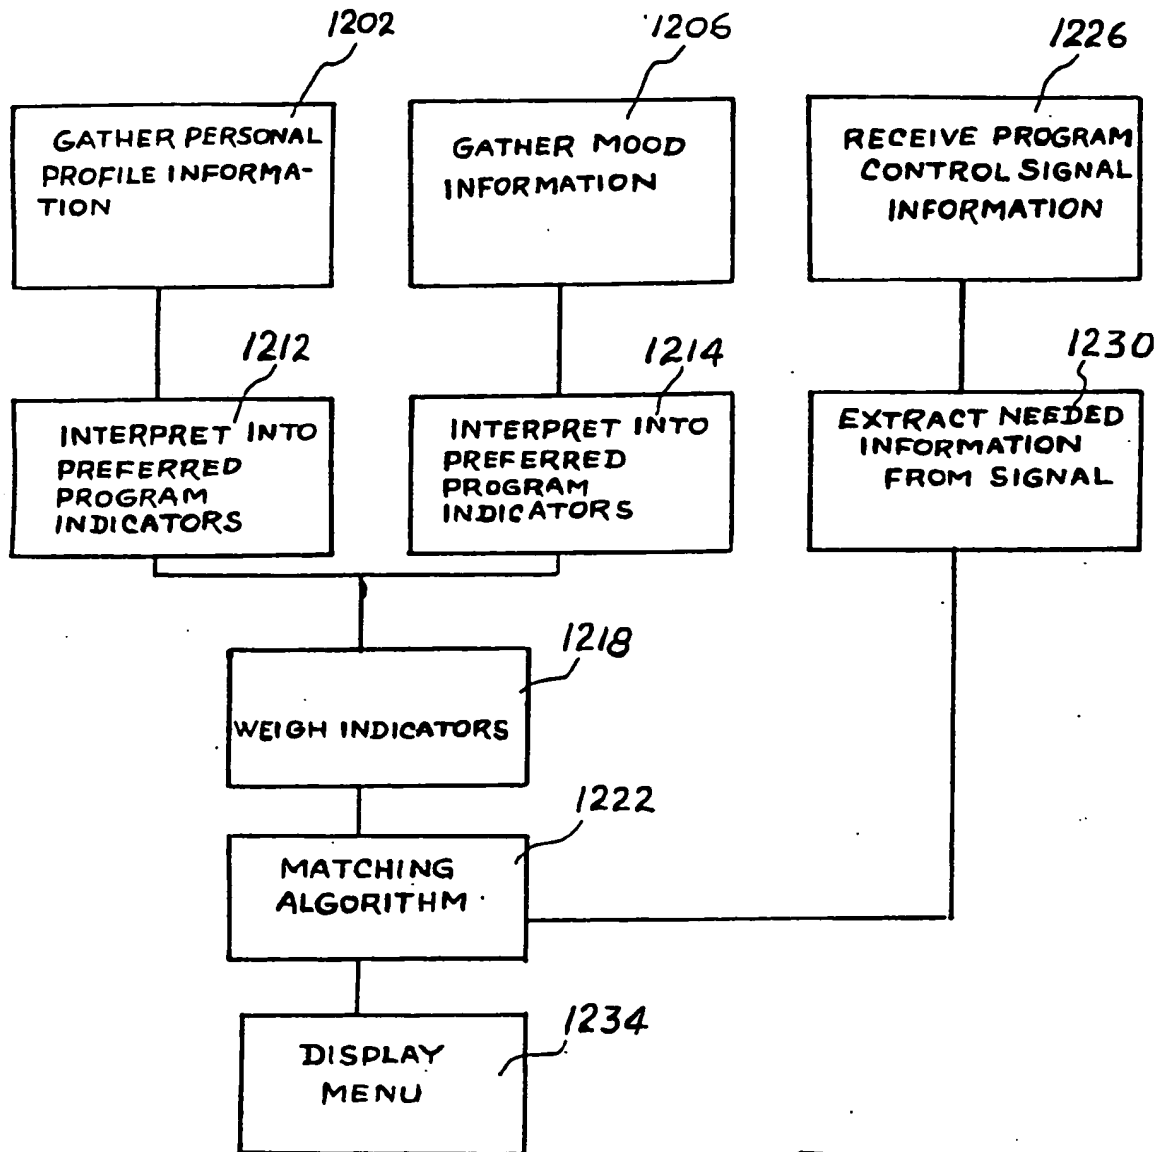 1202
GATHER PERSONAL
PROFILE INFORMA-
TION
1206
GATHER MOOD
INFORMATION
1226
RECEIVE PROGRAM
CONTROL SIGNAL
INFORMATION
1212
INTERPRET INTO
PREFERRED
PROGRAM
INDICATORS
1214
INTERPRET INTO
PREFERRED
PROGRAM
INDICATORS
1230
EXTRACT NEEDED
INFORMATION
FROM SIGNAL
1218
WEIGH INDICATORS
1222
MATCHING
ALGORITHM
1234
DISPLAY
MENU